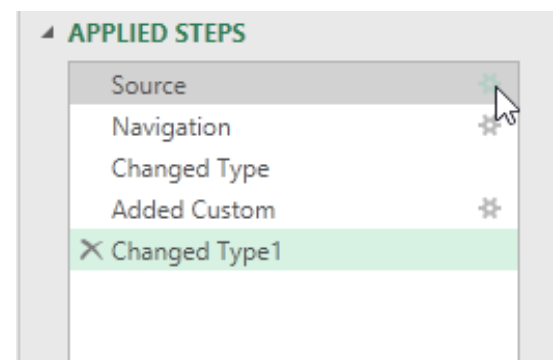 APPLIED STEPS
Source
Navigation
Changed Type
Added Custom
Changed Type1